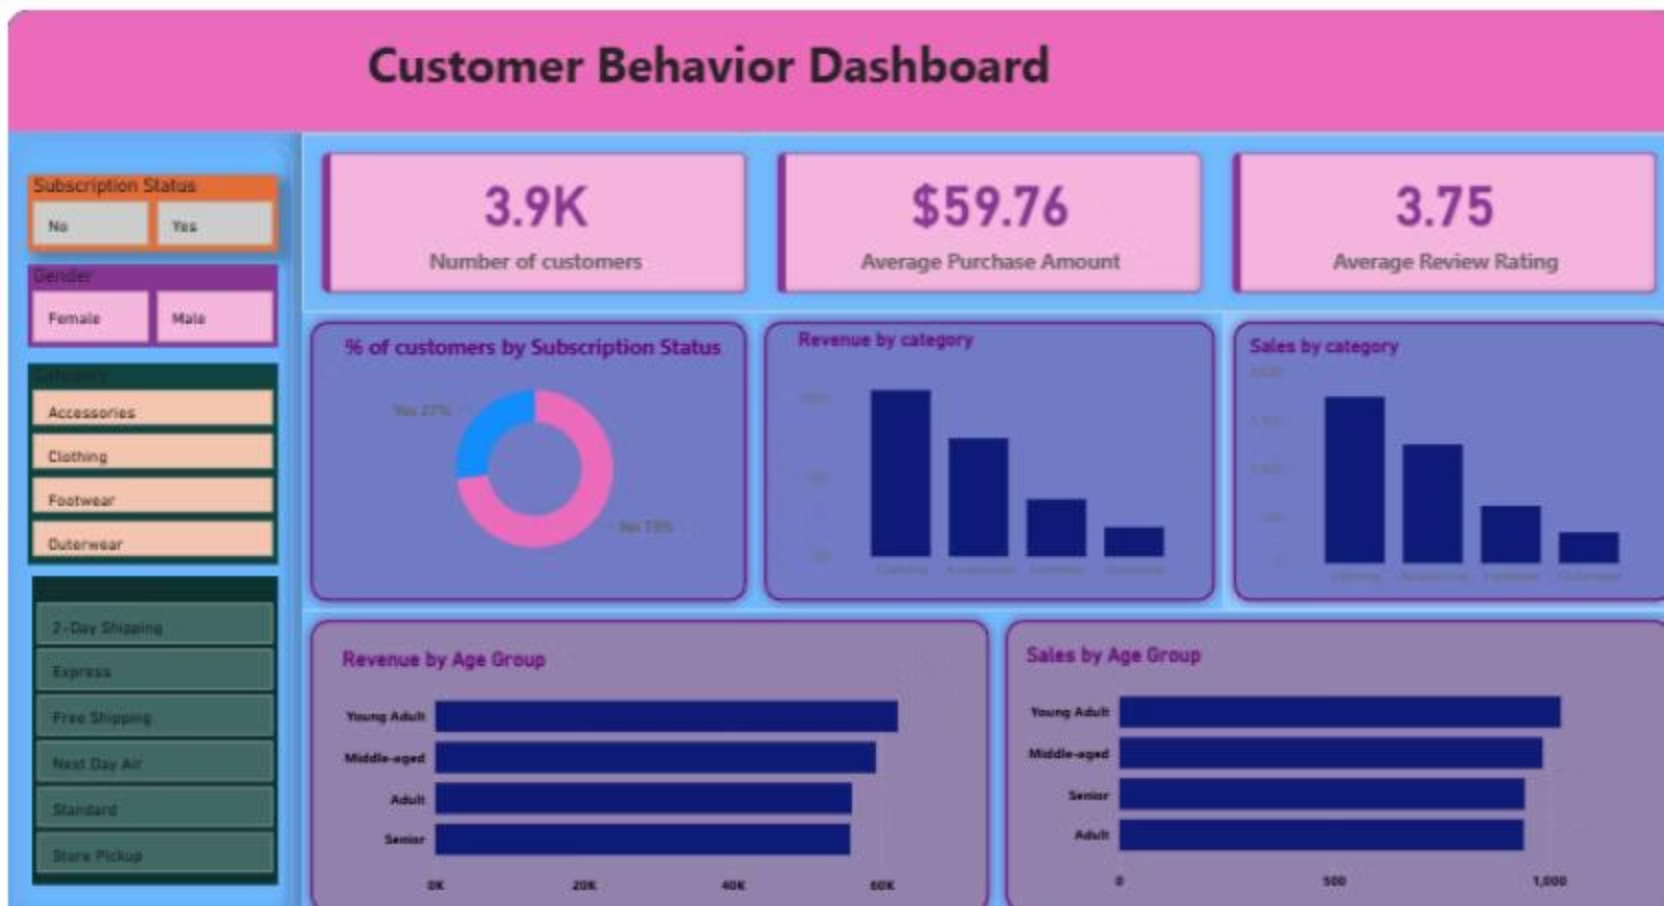 Customer Behavior Dashboard
Subscription Status
No
Yes
Gender
Female
Male
Category
Accessories
Clothing
Footwear
Outerwear
2-Day Shipping
Express
Free Shipping
Next Day Air
Standard
Store Pickup
3.9K
Number of customers
$59.76
Average Purchase Amount
3.75
Average Review Rating
% of customers by Subscription Status
Yes 27%
No 73%
Revenue by category
Sales by category
Revenue by Age Group
Young Adult
Middle-aged
Adult
Senior
0K
20K
40K
60K
Sales by Age Group
Young Adult
Middle-aged
Senior
Adult
0
500
1,000